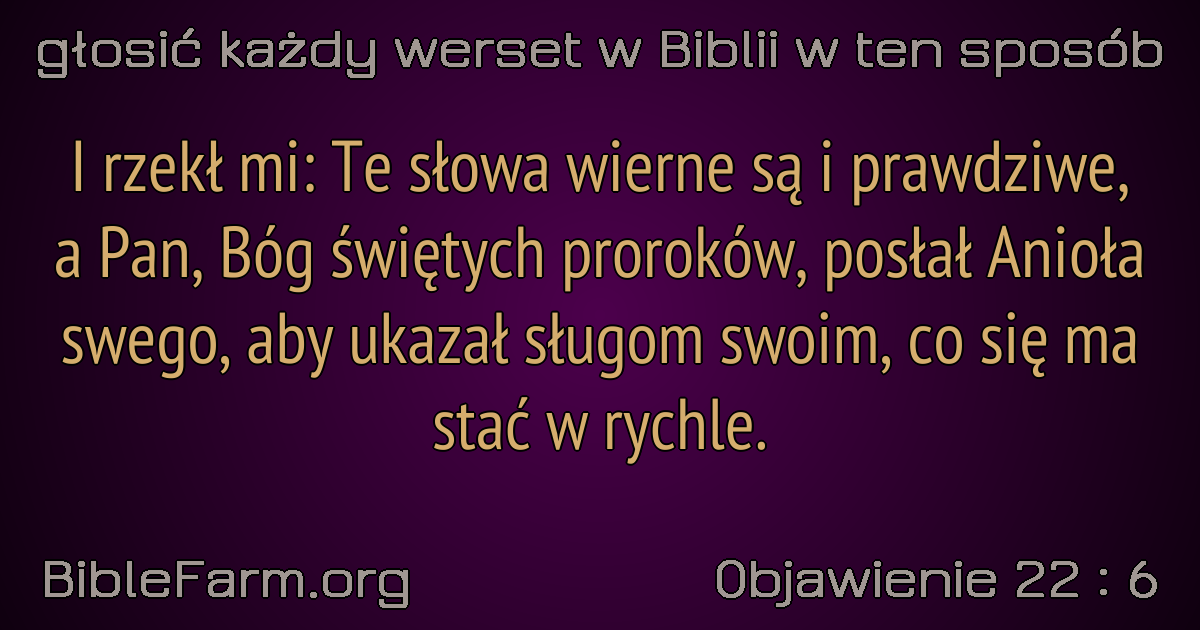 głosić każdy werset w Biblii w ten sposób
I rzekł mi: Te słowa wierne są i prawdziwe,
a Pan, Bóg świętych proroków, posłał Anioła
swego, aby ukazał sługom swoim, co się ma
stać w rychle.
BibleFarm.org
Objawienie 22 : 6